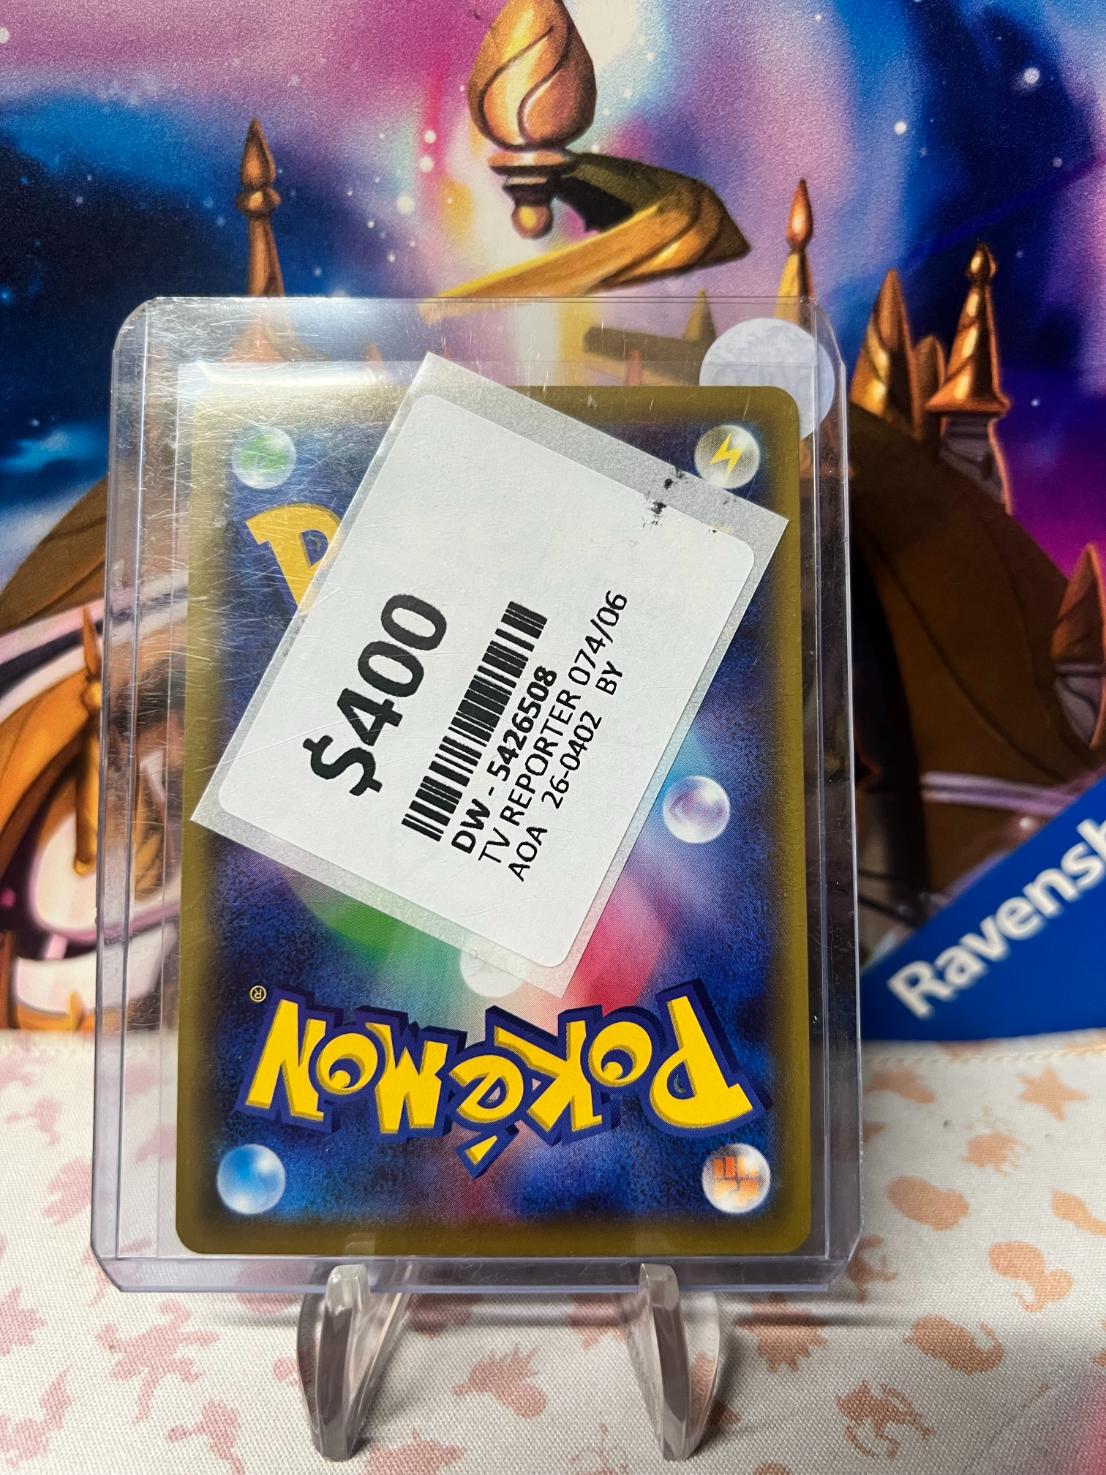 $400
DW - 5426508
TV REPORTER 074/06
AOA 26-0402 BY
POKéMON
®
Ravensb